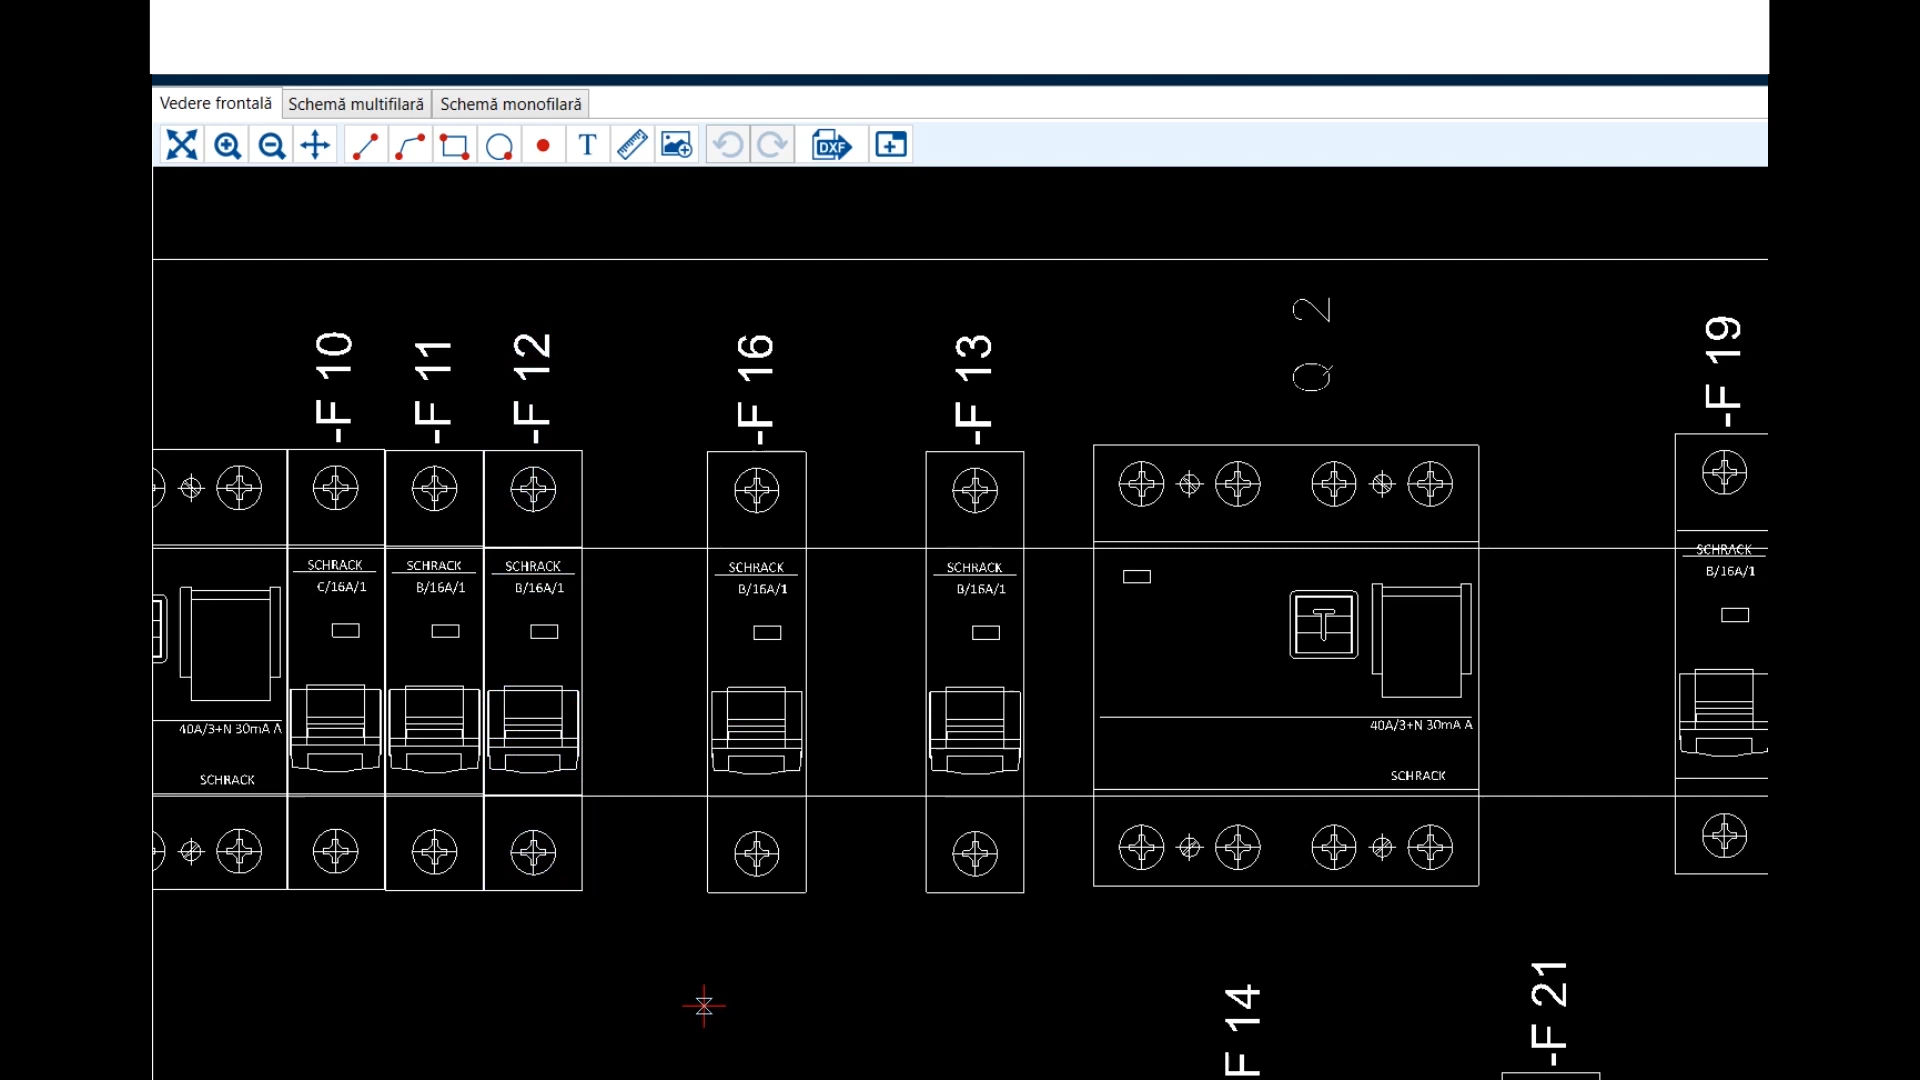 Vedere frontală Schemă multifilară Schemă monofilară
T DXF
-F 10
-F 11
-F 12
-F 16
-F 13
Q 2
-F 19
40A/3+N 30mA A
SCHRACK
SCHRACK
C/16A/1
SCHRACK
B/16A/1
SCHRACK
B/16A/1
SCHRACK
B/16A/1
SCHRACK
B/16A/1
T
40A/3+N 30mA A
SCHRACK
SCHRACK
B/16A/1
F 14
-F 21